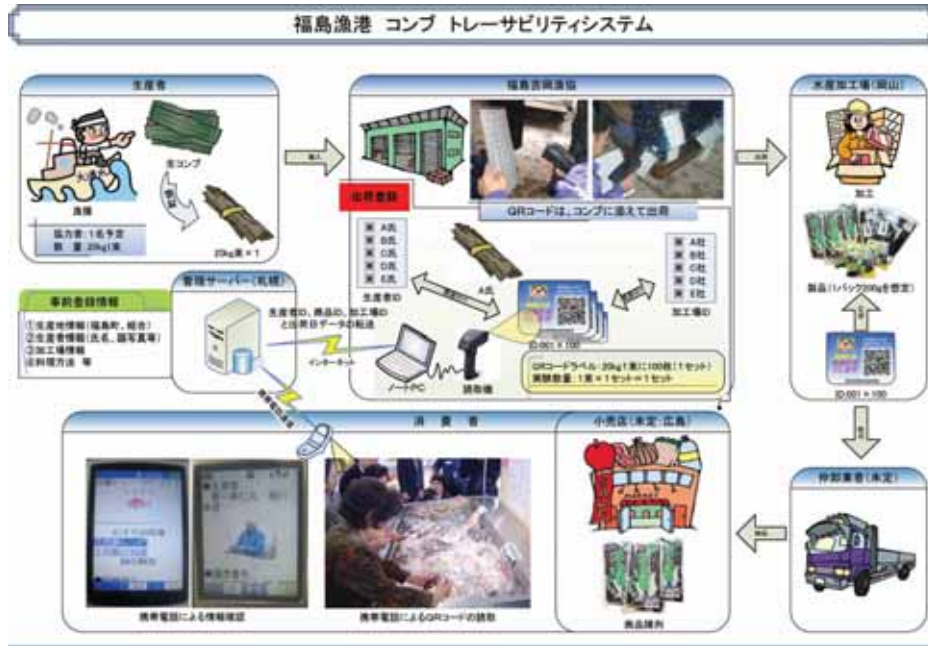 福島漁港 コンブ トレーサビリティシステム
生産者
生コンブ
漁獲
協力者:1名予定
数 量:20kg1束
20kg束×1
搬入
福島吉岡漁協
出荷登録
QRコードは、コンブに添えて出荷
A氏
B氏
C氏
D氏
E氏
生産者ID
A氏
A社
B社
C社
D社
E社
加工場ID
ID:001×100
QRコードラベル:20kg1束に100枚(1セット)
実験数量:1束×1セット=1セット
ノートPC
読取機
インターネット
生産者ID、商品ID、加工場ID
と出荷日データの転送
管理サーバー(札幌)
事前登録情報
①生産地情報(福島町、組合)
②生産者情報(氏名、顔写真等)
③加工場情報
④料理方法 等
出荷
水産加工場(岡山)
加工
製品(1パック200gを想定)
ID:001×100
仲卸業者(未定)
小売店(未定:広島)
MARKET
商品陳列
消 費 者
携帯電話による情報確認
携帯電話によるQRコードの読取